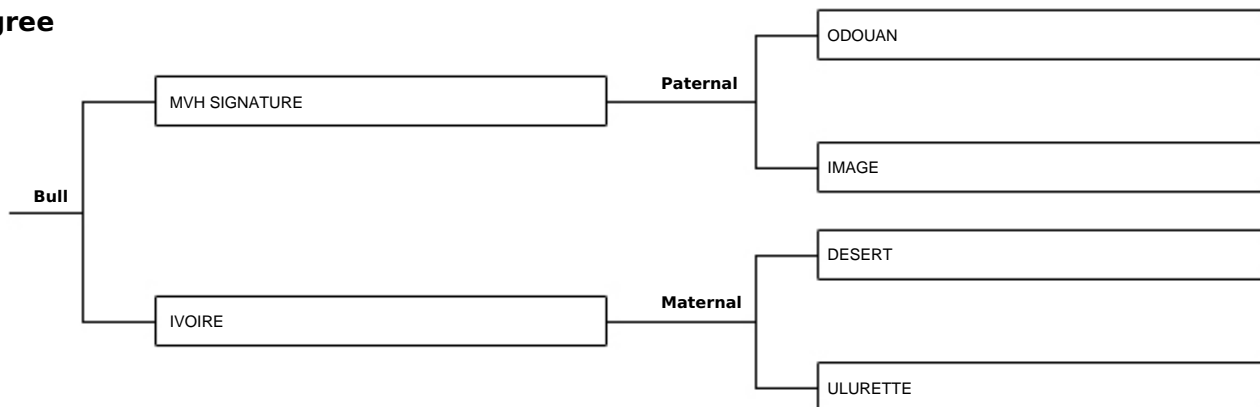 gree
ODOUAN
Paternal
MVH SIGNATURE
IMAGE
Bull
DESERT
Maternal
IVOIRE
ULURETTE